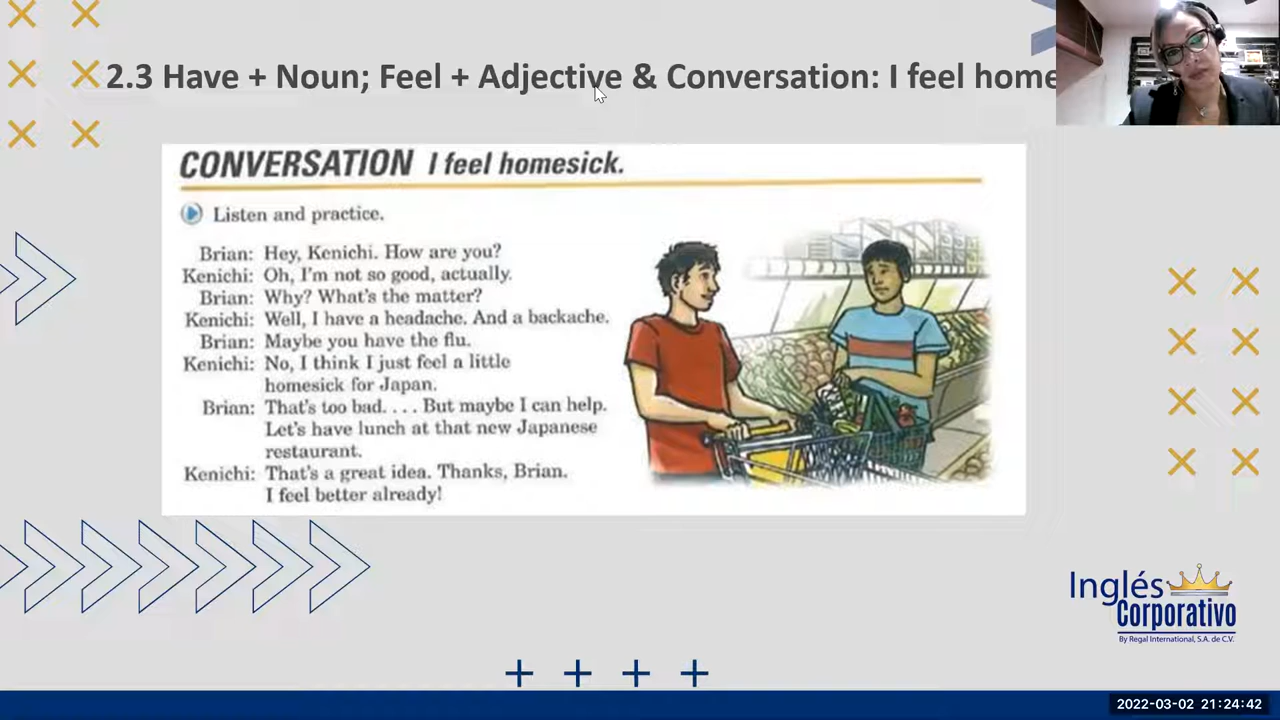 2.3 Have + Noun; Feel + Adjective & Conversation: I feel home
CONVERSATION I feel homesick.
Listen and practice.
Brian: Hey, Kenichi. How are you?
Kenichi: Oh, I'm not so good, actually.
Brian: Why? What's the matter?
Kenichi: Well, I have a headache. And a backache.
Brian: Maybe you have the flu.
Kenichi: No, I think I just feel a little
homesick for Japan.
Brian: That's too bad. . . . But maybe I can help.
Let's have lunch at that new Japanese
restaurant.
Kenichi: That's a great idea. Thanks, Brian.
I feel better already!
Inglés
Corporativo
By Regal International, S.A. de C.V.
2022-03-02 21:24:42